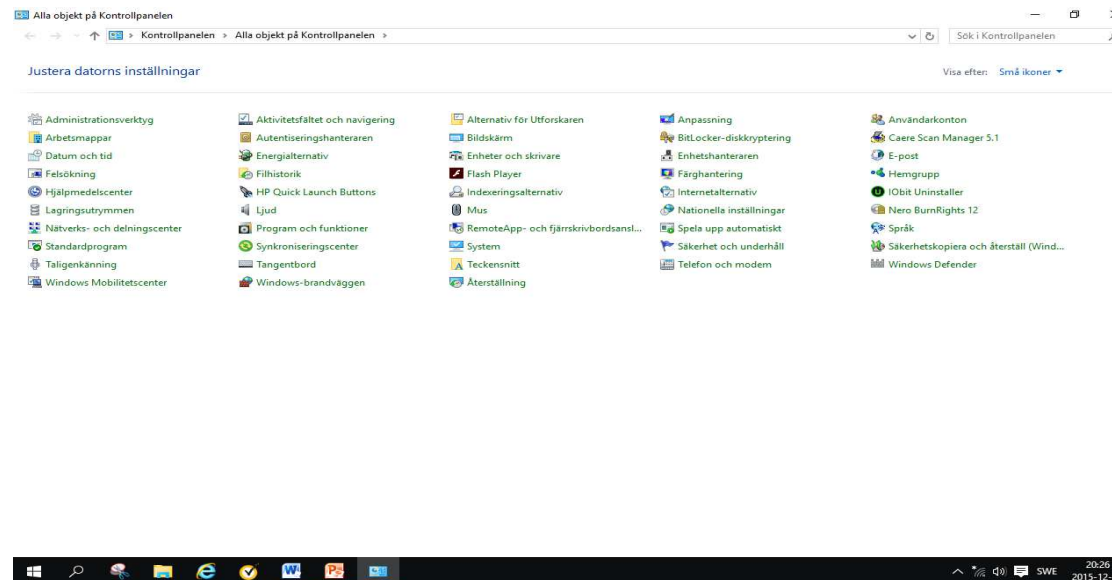 Alla objekt på Kontrollpanelen
Kontrollpanelen > Alla objekt på Kontrollpanelen >
Sök i Kontrollpanelen
Justera datorns inställningar
Visa efter: Små ikoner
Administrationsverktyg
Aktivitetsfältet och navigering
Alternativ för Utforskaren
Anpassning
Användarkonton
Arbetsmappar
Autentiseringshanteraren
Bildskärm
BitLocker-diskkryptering
Caere Scan Manager 5.1
Datum och tid
Energialternativ
Enheter och skrivare
Enhetshanteraren
E-post
Felsökning
Filhistorik
Flash Player
Färghantering
Hemgrupp
Hjälpmedelscenter
HP Quick Launch Buttons
Indexeringsalternativ
Internetalternativ
IObit Uninstaller
Lagringsutrymmen
Ljud
Mus
Nationella inställningar
Nero BurnRights 12
Nätverks- och delningscenter
Program och funktioner
RemoteApp- och fjärrskrivbordsansl...
Spela upp automatiskt
Språk
Standardprogram
Synkroniseringscenter
System
Säkerhet och underhåll
Säkerhetskopiera och återställ (Wind...
Taligenkänning
Tangentbord
Teckensnitt
Telefon och modem
Windows Defender
Windows Mobilitetscenter
Windows-brandväggen
Återställning
SWE
20:26
2015-12-